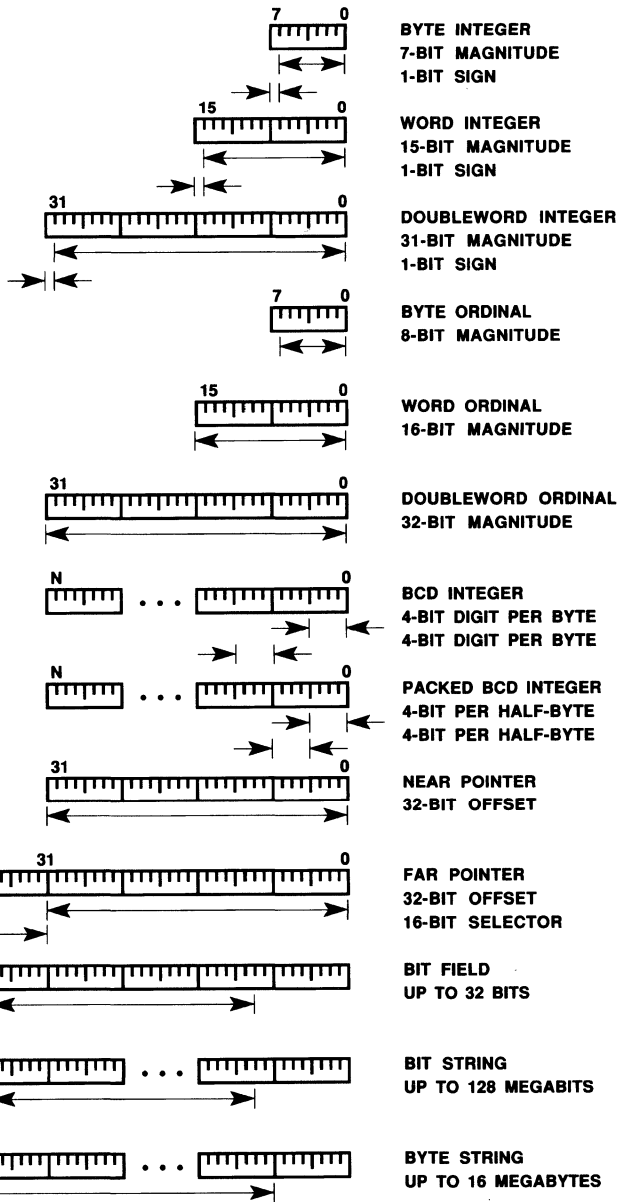 7 0
BYTE INTEGER
7-BIT MAGNITUDE
1-BIT SIGN
15 0
WORD INTEGER
15-BIT MAGNITUDE
1-BIT SIGN
31 0
DOUBLEWORD INTEGER
31-BIT MAGNITUDE
1-BIT SIGN
7 0
BYTE ORDINAL
8-BIT MAGNITUDE
15 0
WORD ORDINAL
16-BIT MAGNITUDE
31 0
DOUBLEWORD ORDINAL
32-BIT MAGNITUDE
N 0
BCD INTEGER
4-BIT DIGIT PER BYTE
4-BIT DIGIT PER BYTE
N 0
PACKED BCD INTEGER
4-BIT PER HALF-BYTE
4-BIT PER HALF-BYTE
31 0
NEAR POINTER
32-BIT OFFSET
31 0
FAR POINTER
32-BIT OFFSET
16-BIT SELECTOR
BIT FIELD
UP TO 32 BITS
BIT STRING
UP TO 128 MEGABITS
BYTE STRING
UP TO 16 MEGABYTES